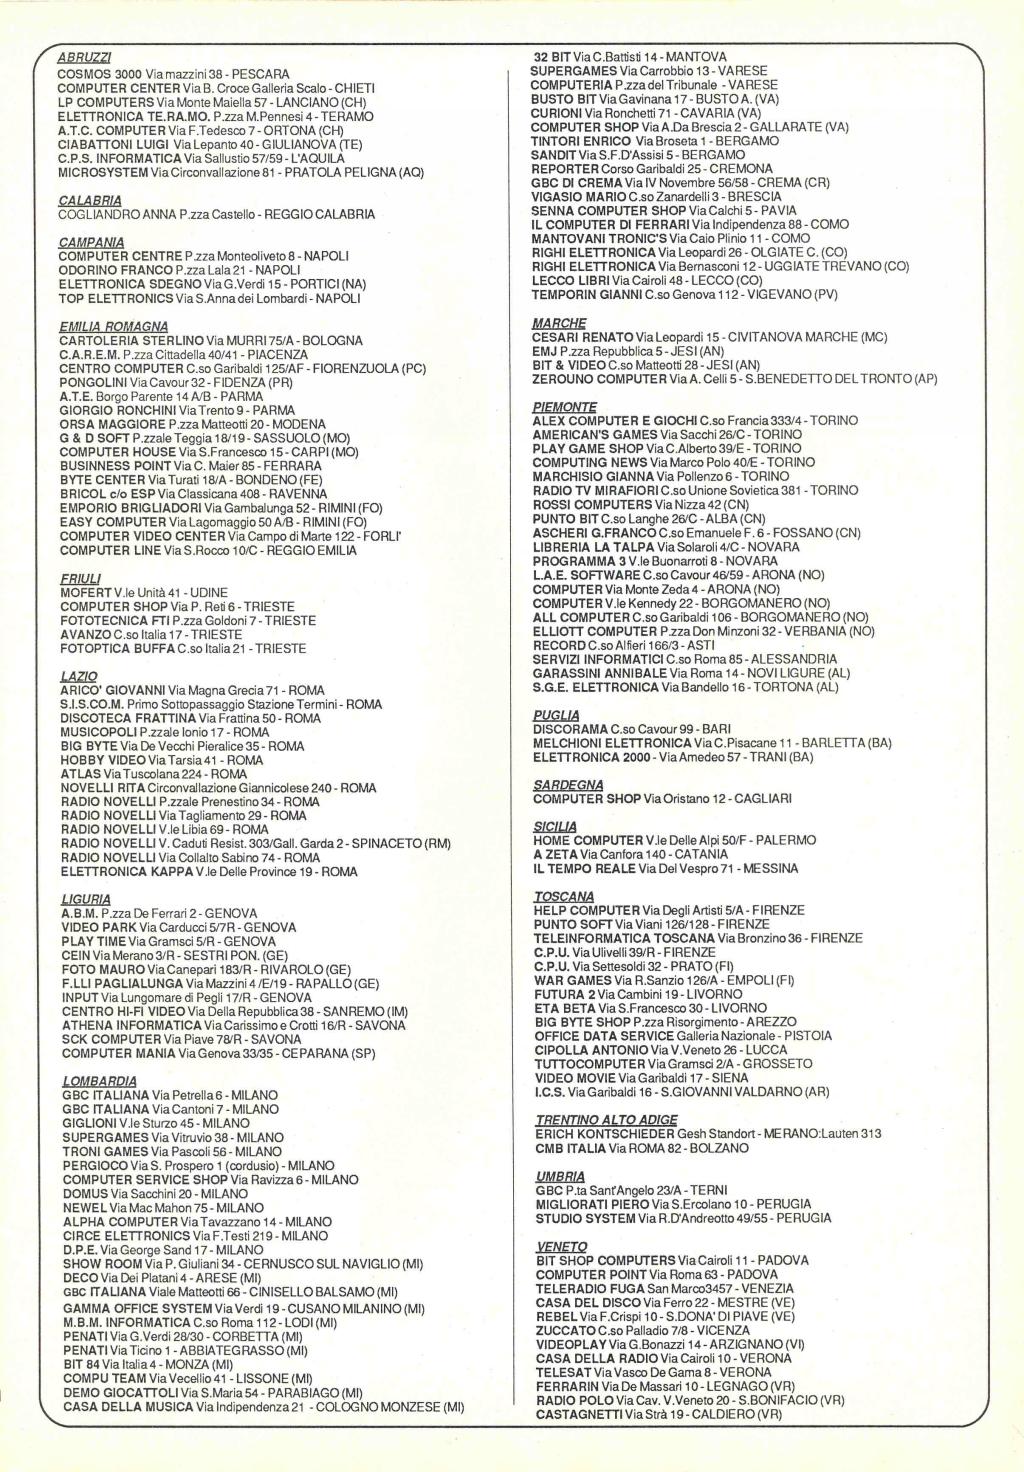 ABRUZZI
COSMOS 3000 Via mazzini 38 - PESCARA
COMPUTER CENTER Via B. Croce Galleria Scalo - CHIETI
LP COMPUTERS Via Monte Maiella 57 - LANCIANO (CH)
ELETTRONICA TE.RA.MO. P.zza M.Pennesi 4 - TERAMO
A.T.C. COMPUTER Via F.Tedesco 7 - ORTONA (CH)
CIABATTONI LUIGI Via Lepanto 40 - GIULIANOVA (TE)
C.P.S. INFORMATICA Via Sallustio 57/59 - L'AQUILA
MICROSYSTEM Via Circonvallazione 81 - PRATOLA PELIGNA (AQ)
CALABRIA
COGLIANDRO ANNA P.zza Castello - REGGIO CALABRIA
CAMPANIA
COMPUTER CENTRE P.zza Monteoliveto 8 - NAPOLI
ODORINO FRANCO P.zza Lala 21 - NAPOLI
ELETTRONICA SDEGNO Via G.Verdi 15 - PORTICI (NA)
TOP ELETTRONICS Via S.Anna dei Lombardi - NAPOLI
EMILIA ROMAGNA
CARTOLERIA STERLINO Via MURRI 75/A - BOLOGNA
C.A.R.E.M. P.zza Cittadella 40/41 - PIACENZA
CENTRO COMPUTER C.so Garibaldi 125/AF - FIORENZUOLA (PC)
PONGOLINI Via Cavour 32 - FIDENZA (PR)
A.T.E. Borgo Parente 14 A/B - PARMA
GIORGIO RONCHINI Via Trento 9 - PARMA
ORSA MAGGIORE P.zza Matteotti 20 - MODENA
G & D SOFT P.zzale Teggia 18/19 - SASSUOLO (MO)
COMPUTER HOUSE Via S.Francesco 15 - CARPI (MO)
BUSINNESS POINT Via C. Maier 85 - FERRARA
BYTE CENTER Via Turati 18/A - BONDENO (FE)
BRICOL c/o ESP Via Classicana 408 - RAVENNA
EMPORIO BRIGLIADORI Via Gambalunga 52 - RIMINI (FO)
EASY COMPUTER Via Lagomaggio 50 A/B - RIMINI (FO)
COMPUTER VIDEO CENTER Via Campo di Marte 122 - FORLI'
COMPUTER LINE Via S.Rocco 10/C - REGGIO EMILIA
FRIULI
MOFERT V.le Unità 41 - UDINE
COMPUTER SHOP Via P. Reti 6 - TRIESTE
FOTOTECNICA FTI P.zza Goldoni 7 - TRIESTE
AVANZO C.so Italia 17 - TRIESTE
FOTOPTICA BUFFA C.so Italia 21 - TRIESTE
LAZIO
ARICO' GIOVANNI Via Magna Grecia 71 - ROMA
S.I.S.CO.M. Primo Sottopassaggio Stazione Termini - ROMA
DISCOTECA FRATTINA Via Frattina 50 - ROMA
MUSICOPOLI P.zzale Ionio 17 - ROMA
BIG BYTE Via De Vecchi Pieralice 35 - ROMA
HOBBY VIDEO Via Tarsia 41 - ROMA
ATLAS Via Tuscolana 224 - ROMA
NOVELLI RITA Circonvallazione Giannicolese 240 - ROMA
RADIO NOVELLI P.zzale Prenestino 34 - ROMA
RADIO NOVELLI Via Tagliamento 29 - ROMA
RADIO NOVELLI V.le Libia 69 - ROMA
RADIO NOVELLI V. Caduti Resist. 303/Gall. Garda 2 - SPINACETO (RM)
RADIO NOVELLI Via Collalto Sabino 74 - ROMA
ELETTRONICA KAPPA V.le Delle Province 19 - ROMA
LIGURIA
A.B.M. P.zza De Ferrari 2 - GENOVA
VIDEO PARK Via Carducci 5/7R - GENOVA
PLAY TIME Via Gramsci 5/R - GENOVA
CEIN Via Merano 3/R - SESTRI PON. (GE)
FOTO MAURO Via Canepari 183/R - RIVAROLO (GE)
F.LLI PAGLIALUNGA Via Mazzini 4 /E/19 - RAPALLO (GE)
INPUT Via Lungomare di Pegli 17/R - GENOVA
CENTRO HI-FI VIDEO Via Della Repubblica 38 - SANREMO (IM)
ATHENA INFORMATICA Via Carissimo e Crotti 16/R - SAVONA
SCK COMPUTER Via Piave 78/R - SAVONA
COMPUTER MANIA Via Genova 33/35 - CEPARANA (SP)
LOMBARDIA
GBC ITALIANA Via Petrella 6 - MILANO
GBC ITALIANA Via Cantoni 7 - MILANO
GIGLIONI V.le Sturzo 45 - MILANO
SUPERGAMES Via Vitruvio 38 - MILANO
TRONI GAMES Via Pascoli 56 - MILANO
PERGIOCO Via S. Prospero 1 (cordusio) - MILANO
COMPUTER SERVICE SHOP Via Ravizza 6 - MILANO
DOMUS Via Sacchini 20 - MILANO
NEWEL Via Mac Mahon 75 - MILANO
ALPHA COMPUTER Via Tavazzano 14 - MILANO
CIRCE ELETTRONICS Via F.Testi 219 - MILANO
D.P.E. Via George Sand 17 - MILANO
SHOW ROOM Via P. Giuliani 34 - CERNUSCO SUL NAVIGLIO (MI)
DECO Via Dei Platani 4 - ARESE (MI)
GBC ITALIANA Viale Matteotti 66 - CINISELLO BALSAMO (MI)
GAMMA OFFICE SYSTEM Via Verdi 19 - CUSANO MILANINO (MI)
M.B.M. INFORMATICA C.so Roma 112 - LODI (MI)
PENATI Via G.Verdi 28/30 - CORBETTA (MI)
PENATI Via Ticino 1 - ABBIATEGRASSO (MI)
BIT 84 Via Italia 4 - MONZA (MI)
COMPU TEAM Via Vecellio 41 - LISSONE (MI)
DEMO GIOCATTOLI Via S.Maria 54 - PARABIAGO (MI)
CASA DELLA MUSICA Via Indipendenza 21 - COLOGNO MONZESE (MI)
32 BIT Via C.Battisti 14 - MANTOVA
SUPERGAMES Via Carrobbio 13 - VARESE
COMPUTERIA P.zza del Tribunale - VARESE
BUSTO BIT Via Gavinana 17 - BUSTO A. (VA)
CURIONI Via Ronchetti 71 - CAVARIA (VA)
COMPUTER SHOP Via A.Da Brescia 2 - GALLARATE (VA)
TINTORI ENRICO Via Broseta 1 - BERGAMO
SANDIT Via S.F.D'Assisi 5 - BERGAMO
REPORTER Corso Garibaldi 25 - CREMONA
GBC DI CREMA Via IV Novembre 56/58 - CREMA (CR)
VIGASIO MARIO C.so Zanardelli 3 - BRESCIA
SENNA COMPUTER SHOP Via Calchi 5 - PAVIA
IL COMPUTER DI FERRARI Via Indipendenza 88 - COMO
MANTOVANI TRONIC'S Via Caio Plinio 11 - COMO
RIGHI ELETTRONICA Via Leopardi 26 - OLGIATE C. (CO)
RIGHI ELETTRONICA Via Bernasconi 12 - UGGIATE TREVANO (CO)
LECCO LIBRI Via Cairoli 48 - LECCO (CO)
TEMPORIN GIANNI C.so Genova 112 - VIGEVANO (PV)
MARCHE
CESARI RENATO Via Leopardi 15 - CIVITANOVA MARCHE (MC)
EMJ P.zza Repubblica 5 - JESI (AN)
BIT & VIDEO C.so Matteotti 28 - JESI (AN)
ZEROUNO COMPUTER Via A. Celli 5 - S.BENEDETTO DEL TRONTO (AP)
PIEMONTE
ALEX COMPUTER E GIOCHI C.so Francia 333/4 - TORINO
AMERICAN'S GAMES Via Sacchi 26/C - TORINO
PLAY GAME SHOP Via C.Alberto 39/E - TORINO
COMPUTING NEWS Via Marco Polo 40/E - TORINO
MARCHISIO GIANNA Via Pollenzo 6 - TORINO
RADIO TV MIRAFIORI C.so Unione Sovietica 381 - TORINO
ROSSI COMPUTERS Via Nizza 42 (CN)
PUNTO BIT C.so Langhe 26/C - ALBA (CN)
ASCHERI G.FRANCO C.so Emanuele F. 6 - FOSSANO (CN)
LIBRERIA LA TALPA Via Solaroli 4/C - NOVARA
PROGRAMMA 3 V.le Buonarroti 8 - NOVARA
L.A.E. SOFTWARE C.so Cavour 46/59 - ARONA (NO)
COMPUTER Via Monte Zeda 4 - ARONA (NO)
COMPUTER V.le Kennedy 22 - BORGOMANERO (NO)
ALL COMPUTER C.so Garibaldi 106 - BORGOMANERO (NO)
ELLIOTT COMPUTER P.zza Don Minzoni 32 - VERBANIA (NO)
RECORD C.so Alfieri 166/3 - ASTI
SERVIZI INFORMATICI C.so Roma 85 - ALESSANDRIA
GARASSINI ANNIBALE Via Roma 14 - NOVI LIGURE (AL)
S.G.E. ELETTRONICA Via Bandello 16 - TORTONA (AL)
PUGLIA
DISCORAMA C.so Cavour 99 - BARI
MELCHIONI ELETTRONICA Via C.Pisacane 11 - BARLETTA (BA)
ELETTRONICA 2000 - Via Amedeo 57 - TRANI (BA)
SARDEGNA
COMPUTER SHOP Via Oristano 12 - CAGLIARI
SICILIA
HOME COMPUTER V.le Delle Alpi 50/F - PALERMO
A ZETA Via Canfora 140 - CATANIA
IL TEMPO REALE Via Del Vespro 71 - MESSINA
TOSCANA
HELP COMPUTER Via Degli Artisti 5/A - FIRENZE
PUNTO SOFT Via Viani 126/128 - FIRENZE
TELEINFORMATICA TOSCANA Via Bronzino 36 - FIRENZE
C.P.U. Via Ulivelli 39/R - FIRENZE
C.P.U. Via Settesoldi 32 - PRATO (FI)
WAR GAMES Via R.Sanzio 126/A - EMPOLI (FI)
FUTURA 2 Via Cambini 19 - LIVORNO
ETA BETA Via S.Francesco 30 - LIVORNO
BIG BYTE SHOP P.zza Risorgimento - AREZZO
OFFICE DATA SERVICE Galleria Nazionale - PISTOIA
CIPOLLA ANTONIO Via V.Veneto 26 - LUCCA
TUTTOCOMPUTER Via Gramsci 2/A - GROSSETO
VIDEO MOVIE Via Garibaldi 17 - SIENA
I.C.S. Via Garibaldi 16 - S.GIOVANNI VALDARNO (AR)
TRENTINO ALTO ADIGE
ERICH KONTSCHIEDER Gesh Standort - MERANO:Lauten 313
CMB ITALIA Via ROMA 82 - BOLZANO
UMBRIA
GBC P.ta Sant'Angelo 23/A - TERNI
MIGLIORATI PIERO Via S.Ercolano 10 - PERUGIA
STUDIO SYSTEM Via R.D'Andreotto 49/55 - PERUGIA
VENETO
BIT SHOP COMPUTERS Via Cairoli 11 - PADOVA
COMPUTER POINT Via Roma 63 - PADOVA
TELERADIO FUGA San Marco3457 - VENEZIA
CASA DEL DISCO Via Ferro 22 - MESTRE (VE)
REBEL Via F.Crispi 10 - S.DONA' DI PIAVE (VE)
ZUCCATO C.so Palladio 7/8 - VICENZA
VIDEOPLAY Via G.Bonazzi 14 - ARZIGNANO (VI)
CASA DELLA RADIO Via Cairoli 10 - VERONA
TELESAT Via Vasco De Gama 8 - VERONA
FERRARIN Via De Massari 10 - LEGNAGO (VR)
RADIO POLO Via Cav. V.Veneto 20 - S.BONIFACIO (VR)
CASTAGNETTI Via Strà 19 - CALDIERO (VR)